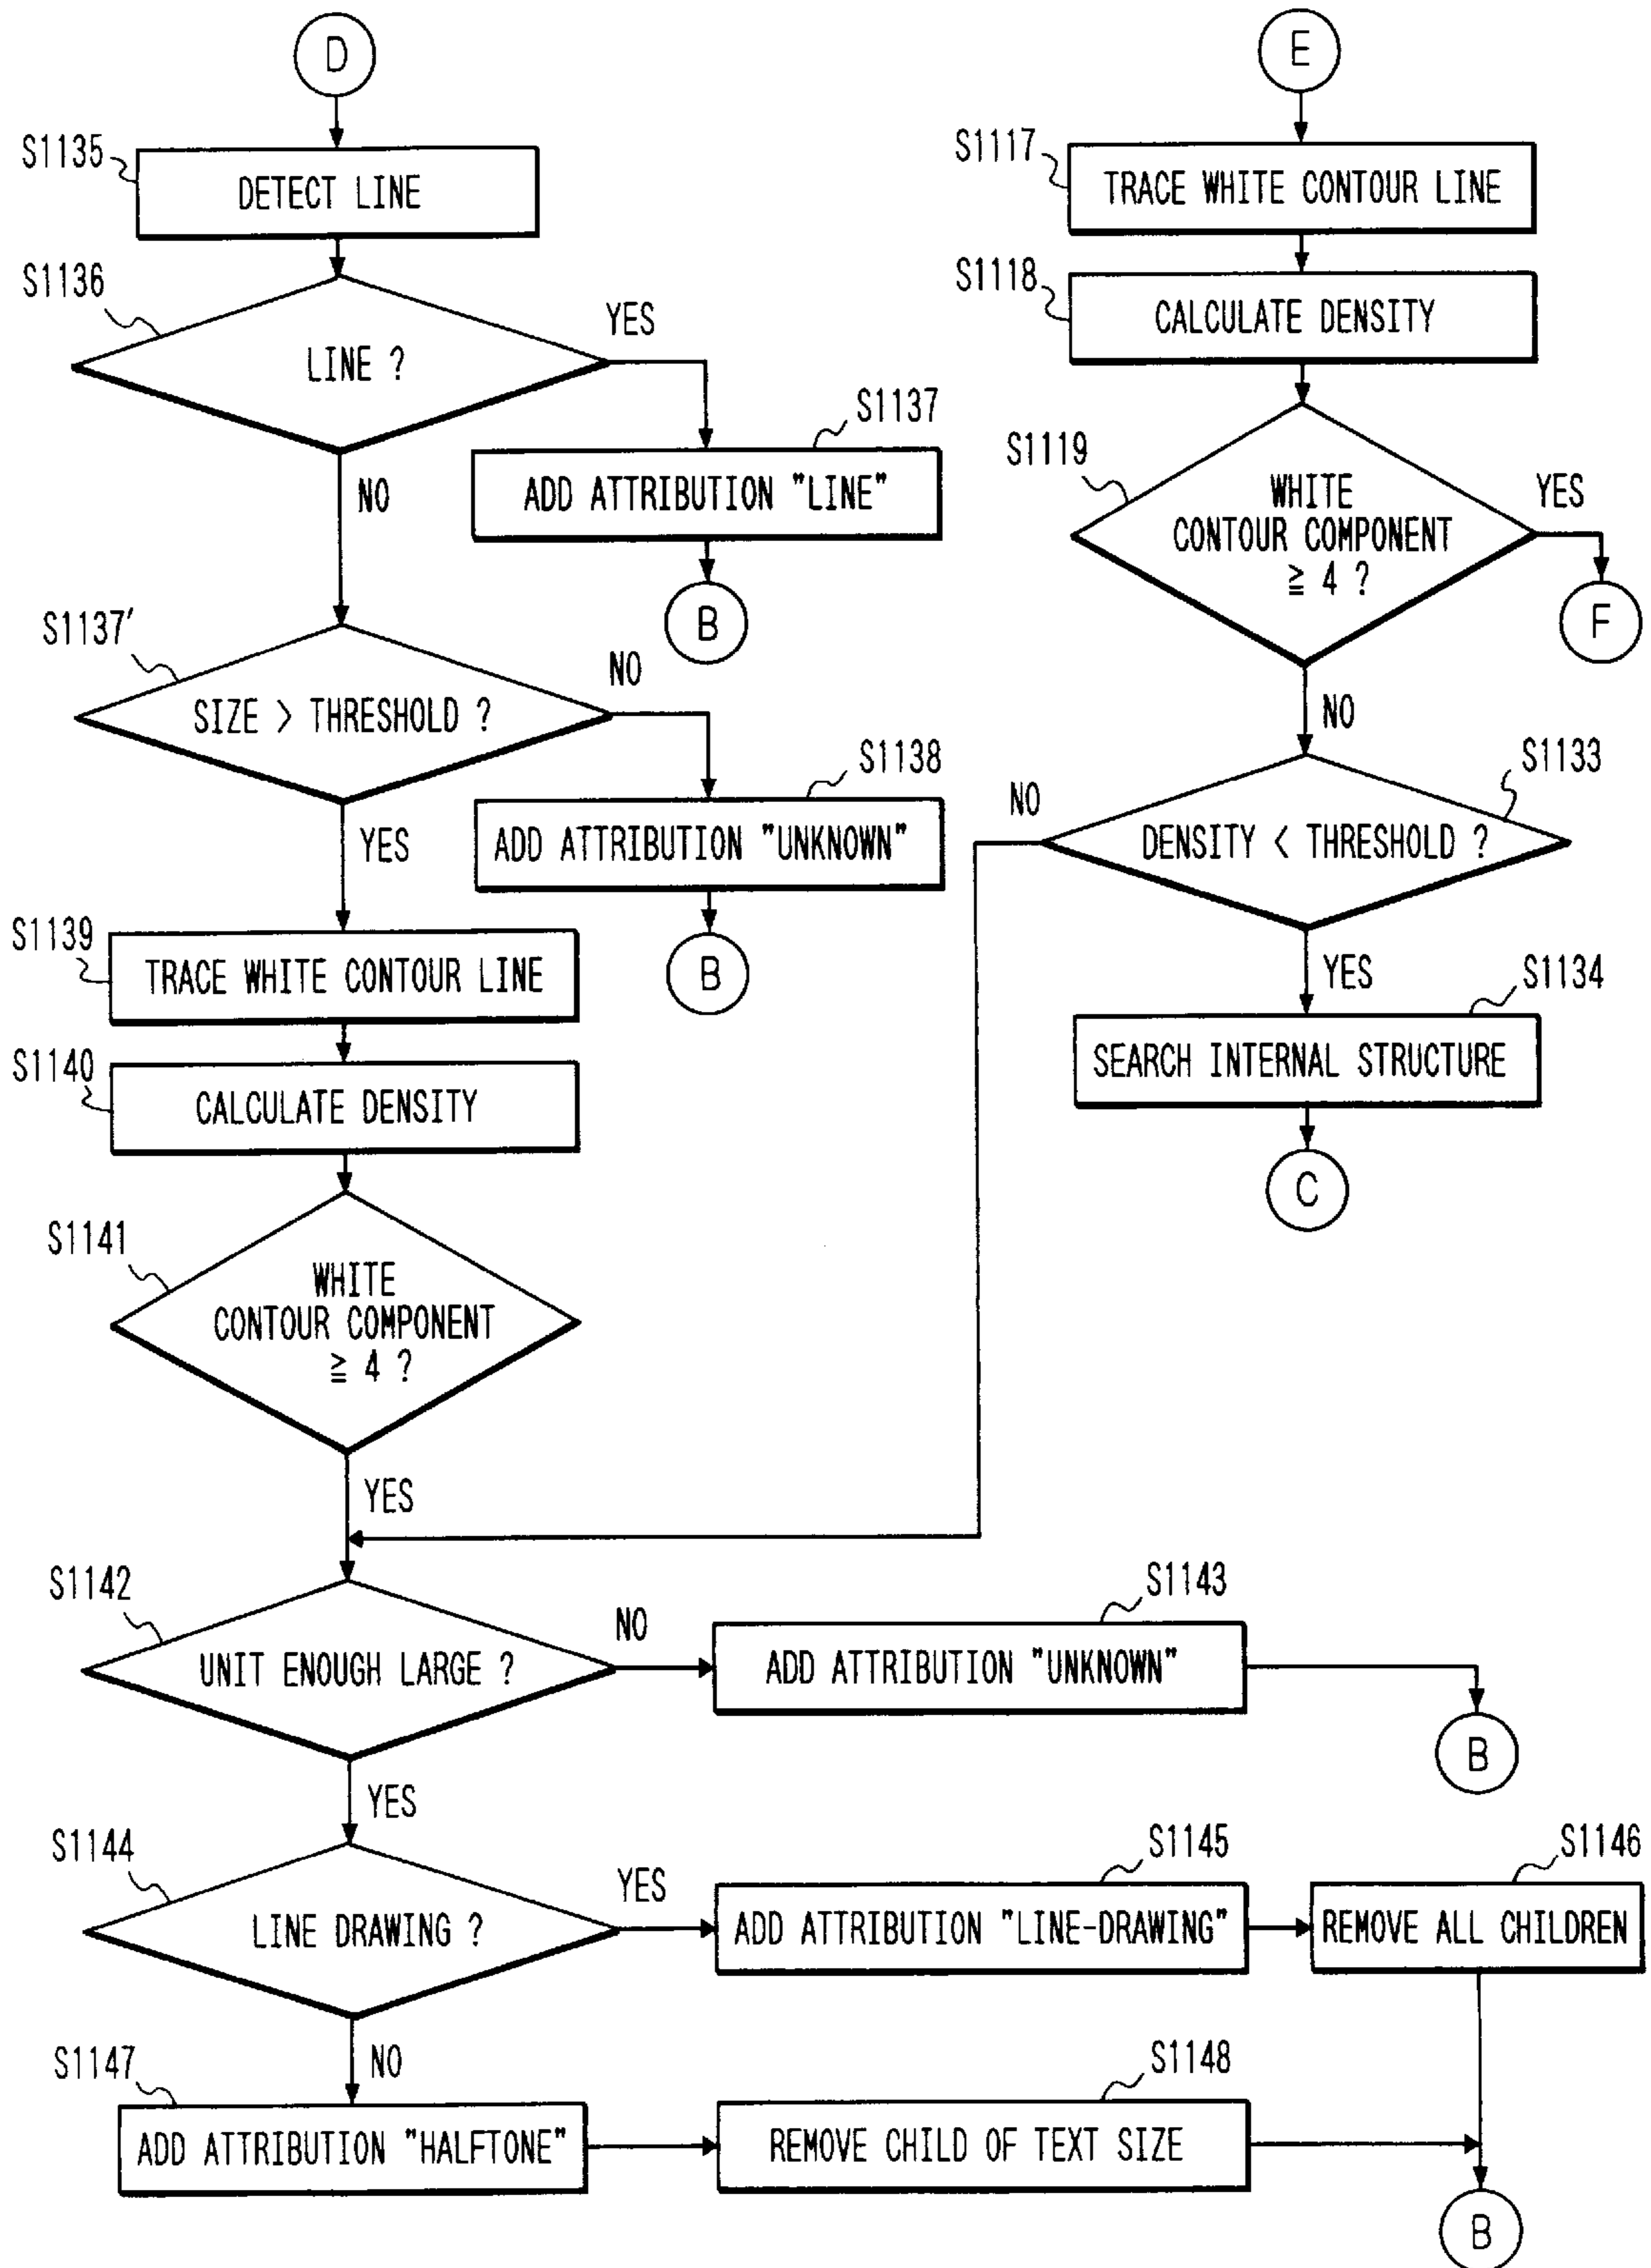 D
S1135
DETECT LINE
S1136
LINE ?
YES
NO
S1137
ADD ATTRIBUTION "LINE"
B
S1137'
SIZE > THRESHOLD ?
NO
YES
S1138
ADD ATTRIBUTION "UNKNOWN"
B
S1139
TRACE WHITE CONTOUR LINE
S1140
CALCULATE DENSITY
S1141
WHITE
CONTOUR COMPONENT
≧ 4 ?
YES
E
S1117
TRACE WHITE CONTOUR LINE
S1118
CALCULATE DENSITY
S1119
WHITE
CONTOUR COMPONENT
≧ 4 ?
YES
F
NO
S1133
DENSITY < THRESHOLD ?
NO
YES
S1134
SEARCH INTERNAL STRUCTURE
C
S1142
UNIT ENOUGH LARGE ?
NO
S1143
ADD ATTRIBUTION "UNKNOWN"
B
YES
S1144
LINE DRAWING ?
YES
S1145
ADD ATTRIBUTION "LINE-DRAWING"
S1146
REMOVE ALL CHILDREN
NO
S1147
ADD ATTRIBUTION "HALFTONE"
S1148
REMOVE CHILD OF TEXT SIZE
B